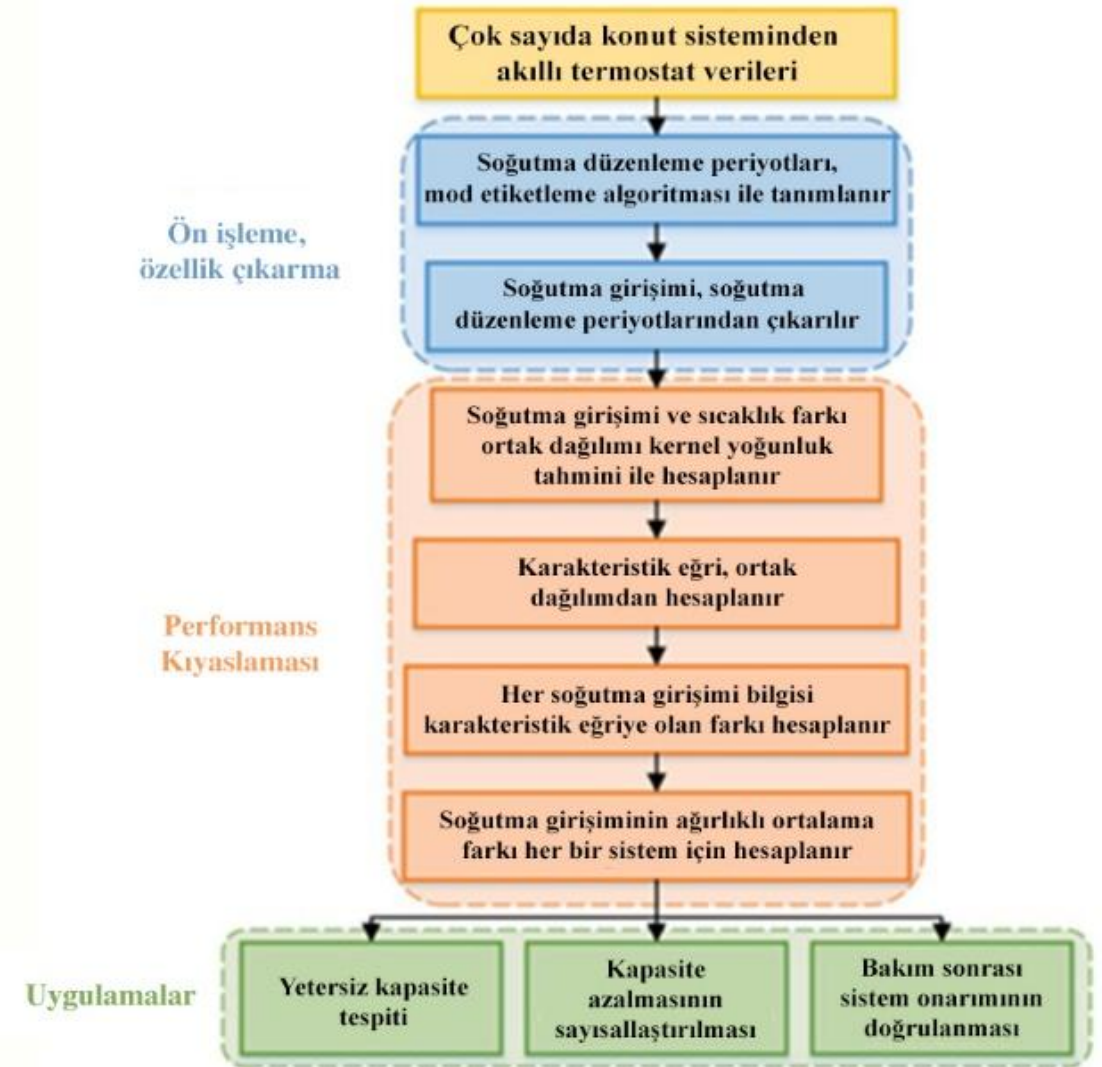 Çok sayıda konut sisteminden
akıllı termostat verileri
Ön işleme,
özellik çıkarma
Soğutma düzenleme periyotları,
mod etiketleme algoritması ile tanımlanır
Soğutma girişimi, soğutma
düzenleme periyotlarından çıkarılır
Performans
Kıyaslaması
Soğutma girişimi ve sıcaklık farkı
ortak dağılımı kernel yoğunluk
tahmini ile hesaplanır
Karakteristik eğri, ortak
dağılımdan hesaplanır
Her soğutma girişimi bilgisi
karakteristik eğriye olan farkı hesaplanır
Soğutma girişiminin ağırlıklı ortalama
farkı her bir sistem için hesaplanır
Uygulamalar
Yetersiz kapasite
tespiti
Kapasite
azalmasının
sayısallaştırılması
Bakım sonrası
sistem onarımının
doğrulanması